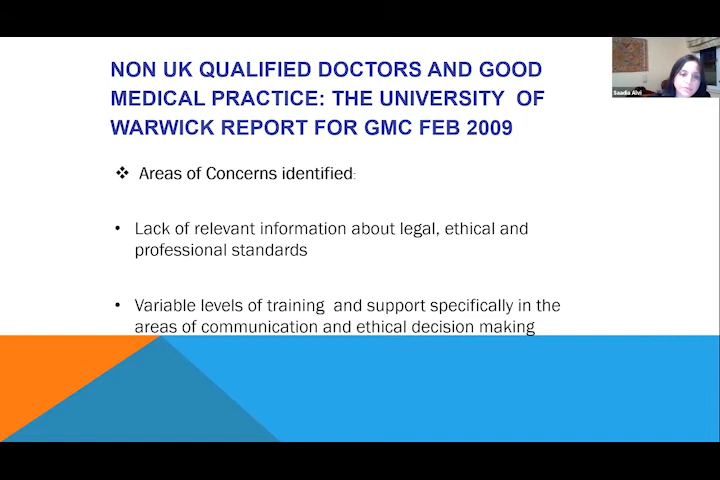 NON UK QUALIFIED DOCTORS AND GOOD
MEDICAL PRACTICE: THE UNIVERSITY OF
WARWICK REPORT FOR GMC FEB 2009
❖ Areas of Concerns identified:
• Lack of relevant information about legal, ethical and
professional standards
• Variable levels of training and support specifically in the
areas of communication and ethical decision making
Saadia Alvi